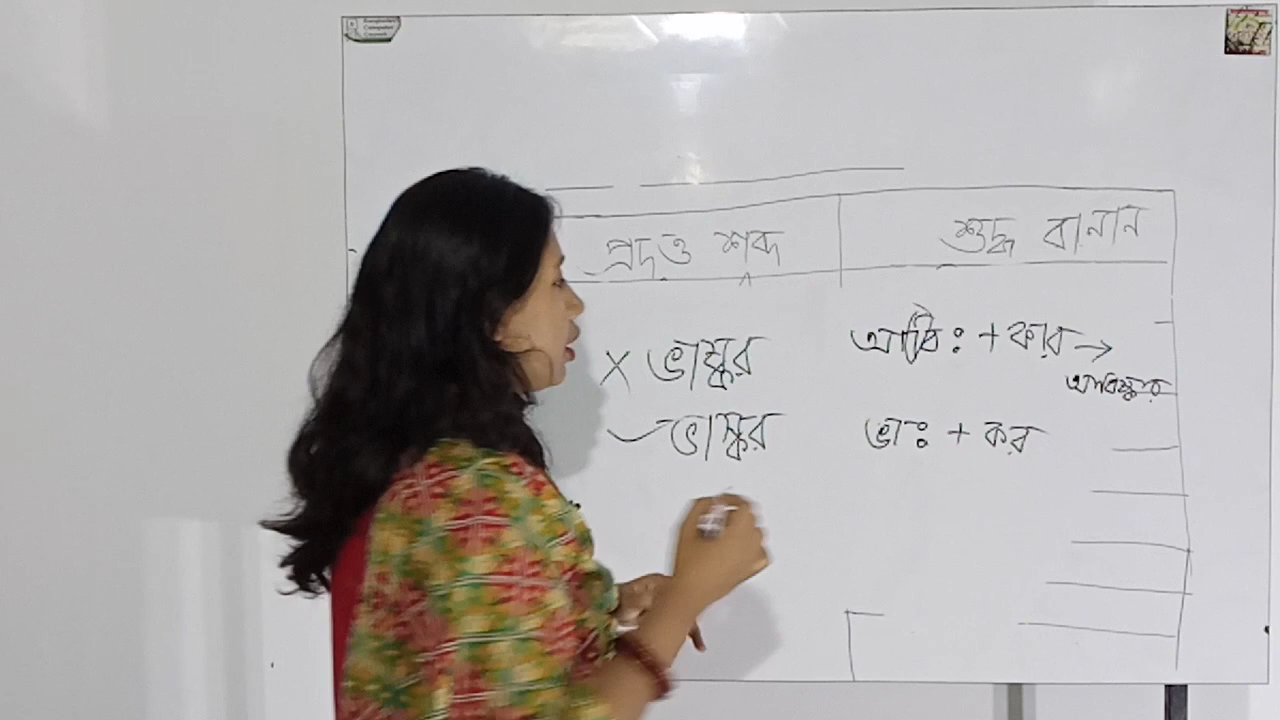 প্রদত্ত শব্দ শুদ্ধ বানান
× ভাষ্কর আবিঃ + কার →
আবিষ্কার
ভাস্কর ভাঃ + কর